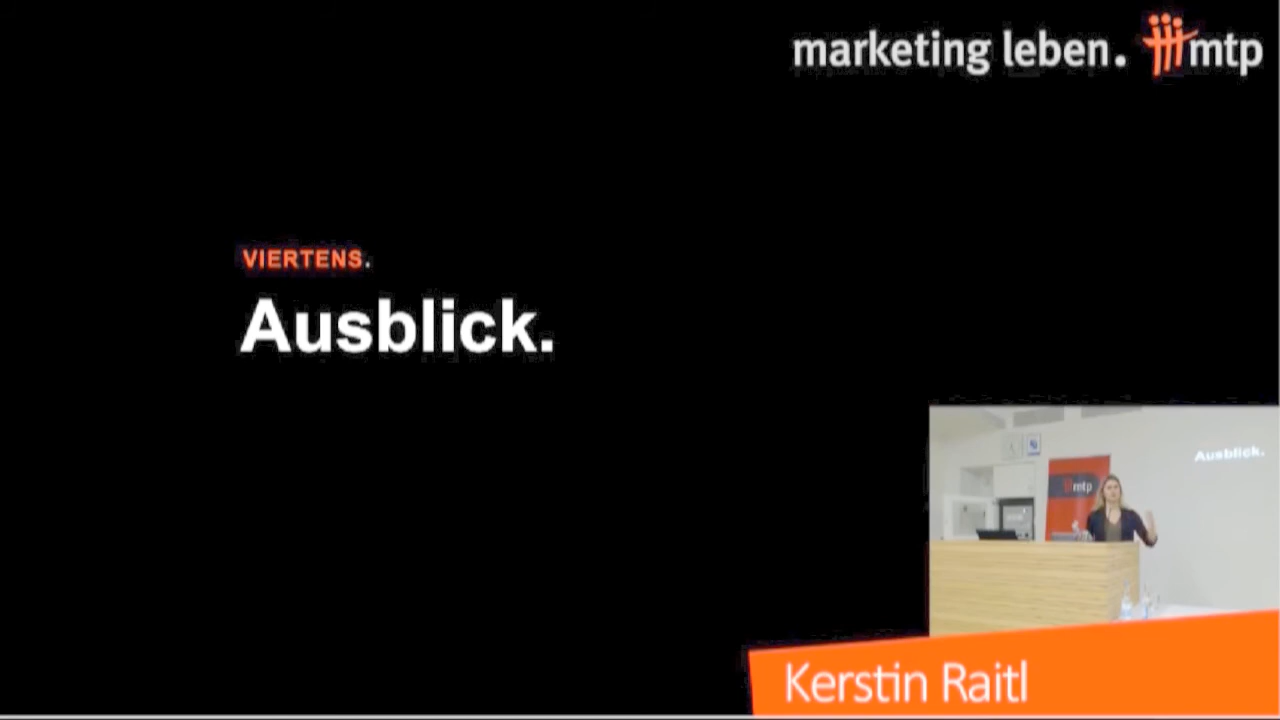 marketing leben. mtp
VIERTENS.
Ausblick.
Ausblick.
mtp
Kerstin Raitl